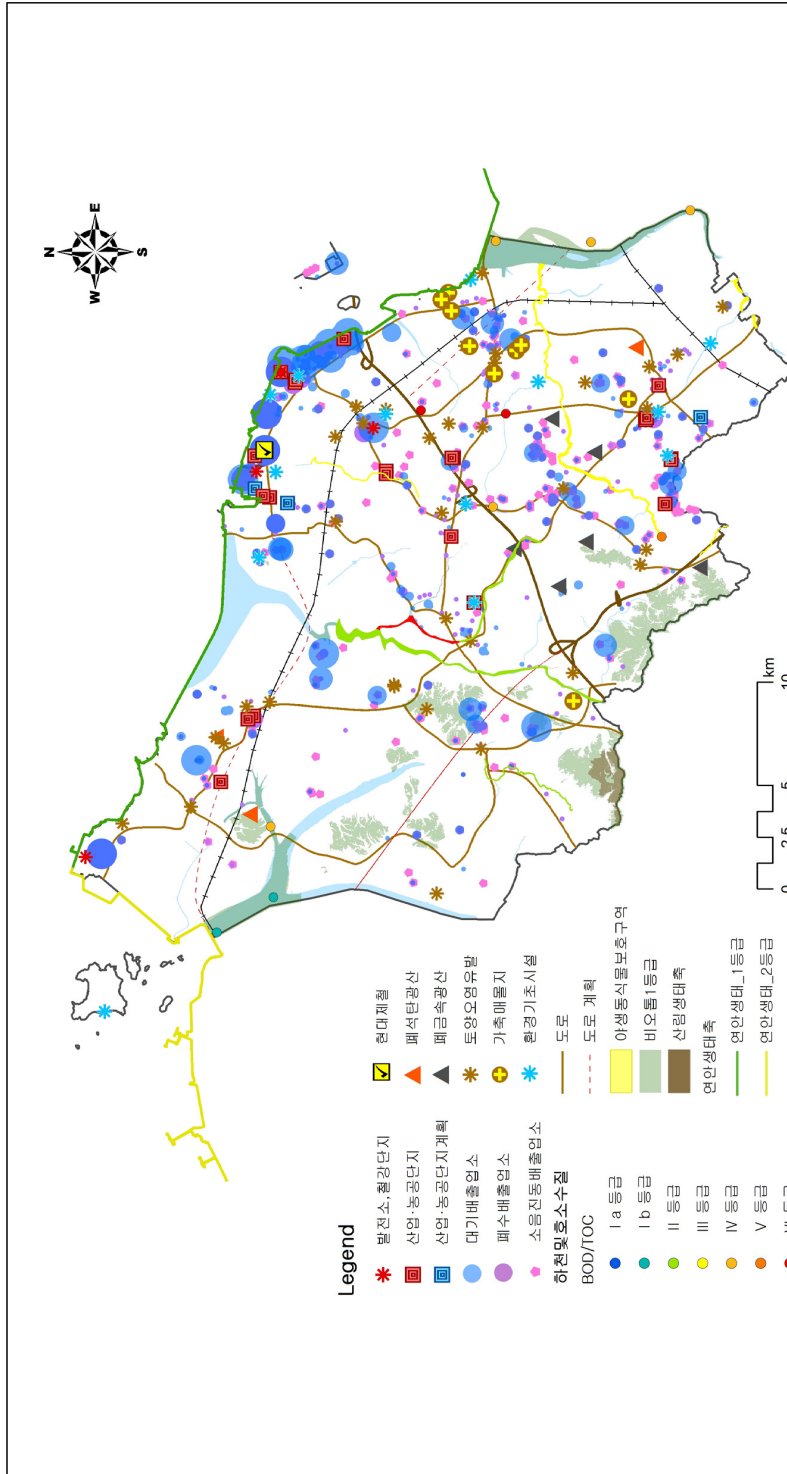 N
W
E
S
Legend
발전소,철강단지
산업·농공단지
산업·농공단지계획
대기배출업소
폐수배출업소
소음진동배출업소
하천및호소수질
BOD/TOC
Ⅰa 등급
Ⅰb 등급
Ⅱ 등급
Ⅲ 등급
Ⅳ 등급
Ⅴ 등급
현대제철
폐석탄광산
폐금속광산
토양오염유발
가축매몰지
환경기초시설
도로
도로 계획
야생동식물보호구역
비오톱1등급
산림생태축
연안생태축
연안생태_1등급
연안생태_2등급
0 2.5 5 10
km